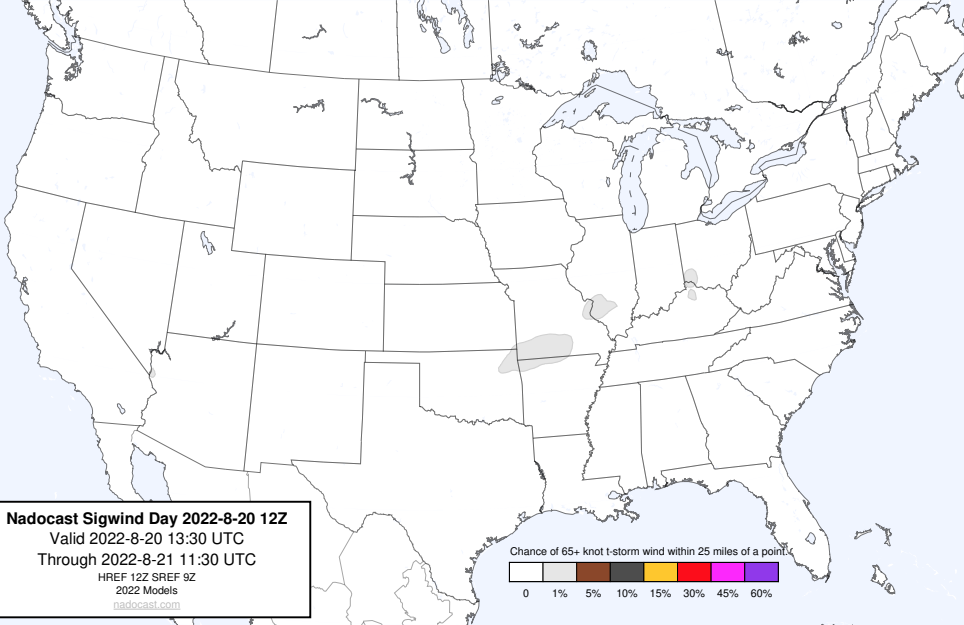 Nadocast Sigwind Day 2022-8-20 12Z
Valid 2022-8-20 13:30 UTC
Through 2022-8-21 11:30 UTC
HREF 12Z SREF 9Z
2022 Models
nadocast.com
Chance of 65+ knot t-storm wind within 25 miles of a point.
0 1% 5% 10% 15% 30% 45% 60%